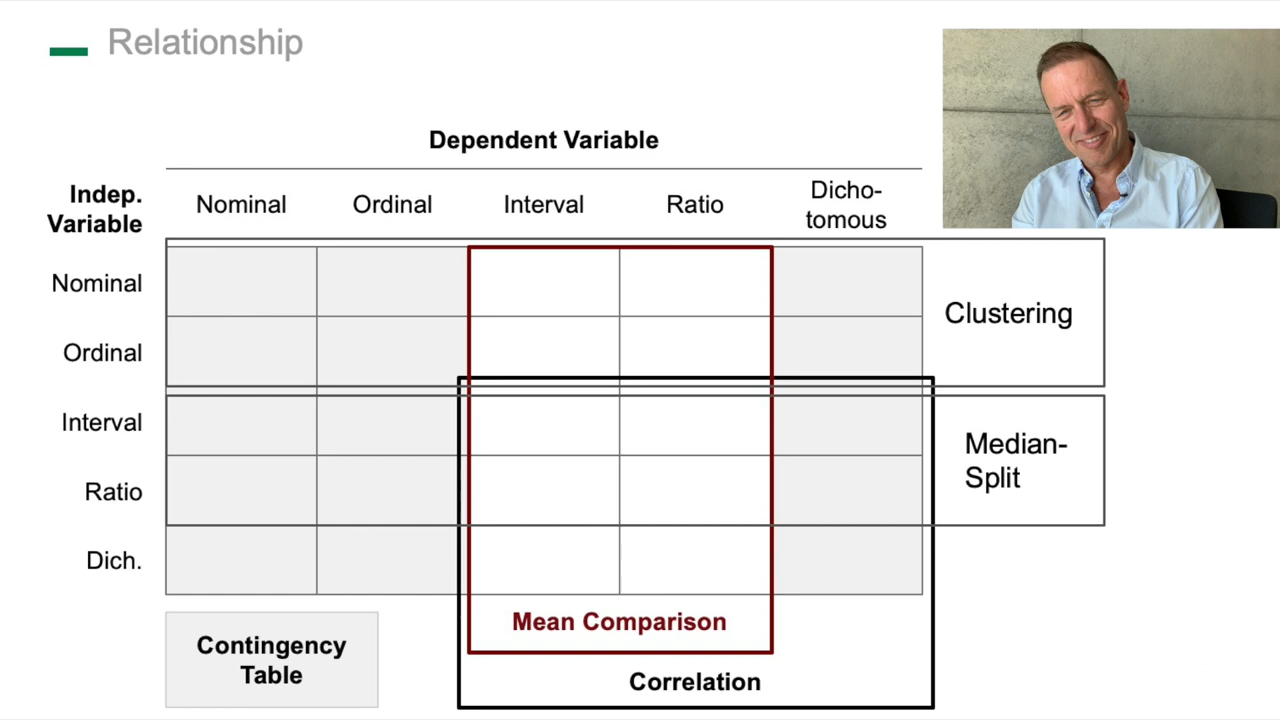 Relationship
Dependent Variable
Indep.
Variable
Nominal
Ordinal
Interval
Ratio
Dicho-
tomous
Nominal
Ordinal
Interval
Ratio
Dich.
Clustering
Median-
Split
Mean Comparison
Contingency
Table
Correlation